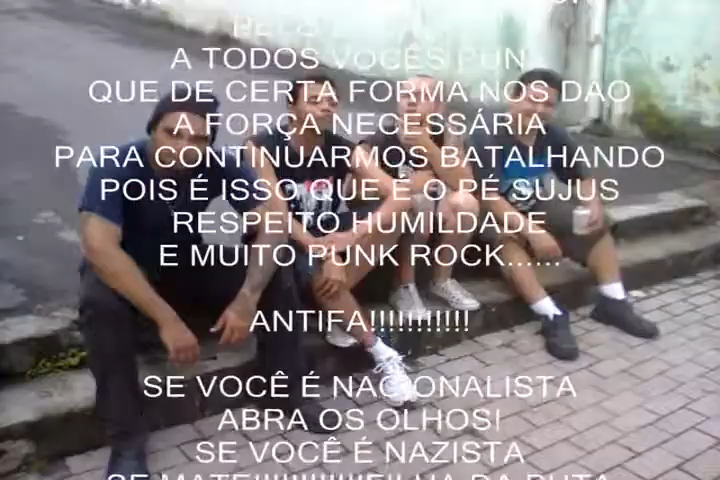 A TODOS VOCÊS PUN
QUE DE CERTA FORMA NOS DÃO
A FORÇA NECESSÁRIA
PARA CONTINUARMOS BATALHANDO
POIS É ISSO QUE É O PÉ SUJUS
RESPEITO HUMILDADE
E MUITO PUNK ROCK......
ANTIFA!!!!!!!!!!!
SE VOCÊ É NACIONALISTA
ABRA OS OLHOS!
SE VOCÊ É NAZISTA